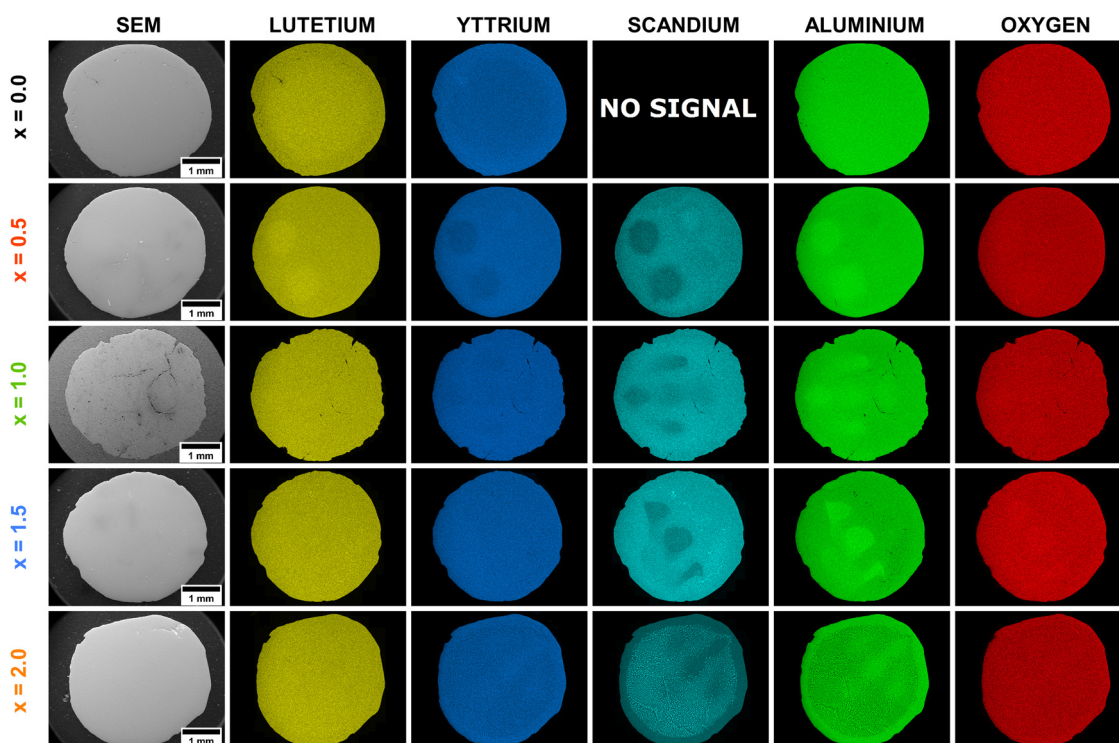 SEM LUTETIUM YTTRIUM SCANDIUM ALUMINIUM OXYGEN
x = 0.0
NO SIGNAL
1 mm
x = 0.5
1 mm
x = 1.0
1 mm
x = 1.5
1 mm
x = 2.0
1 mm